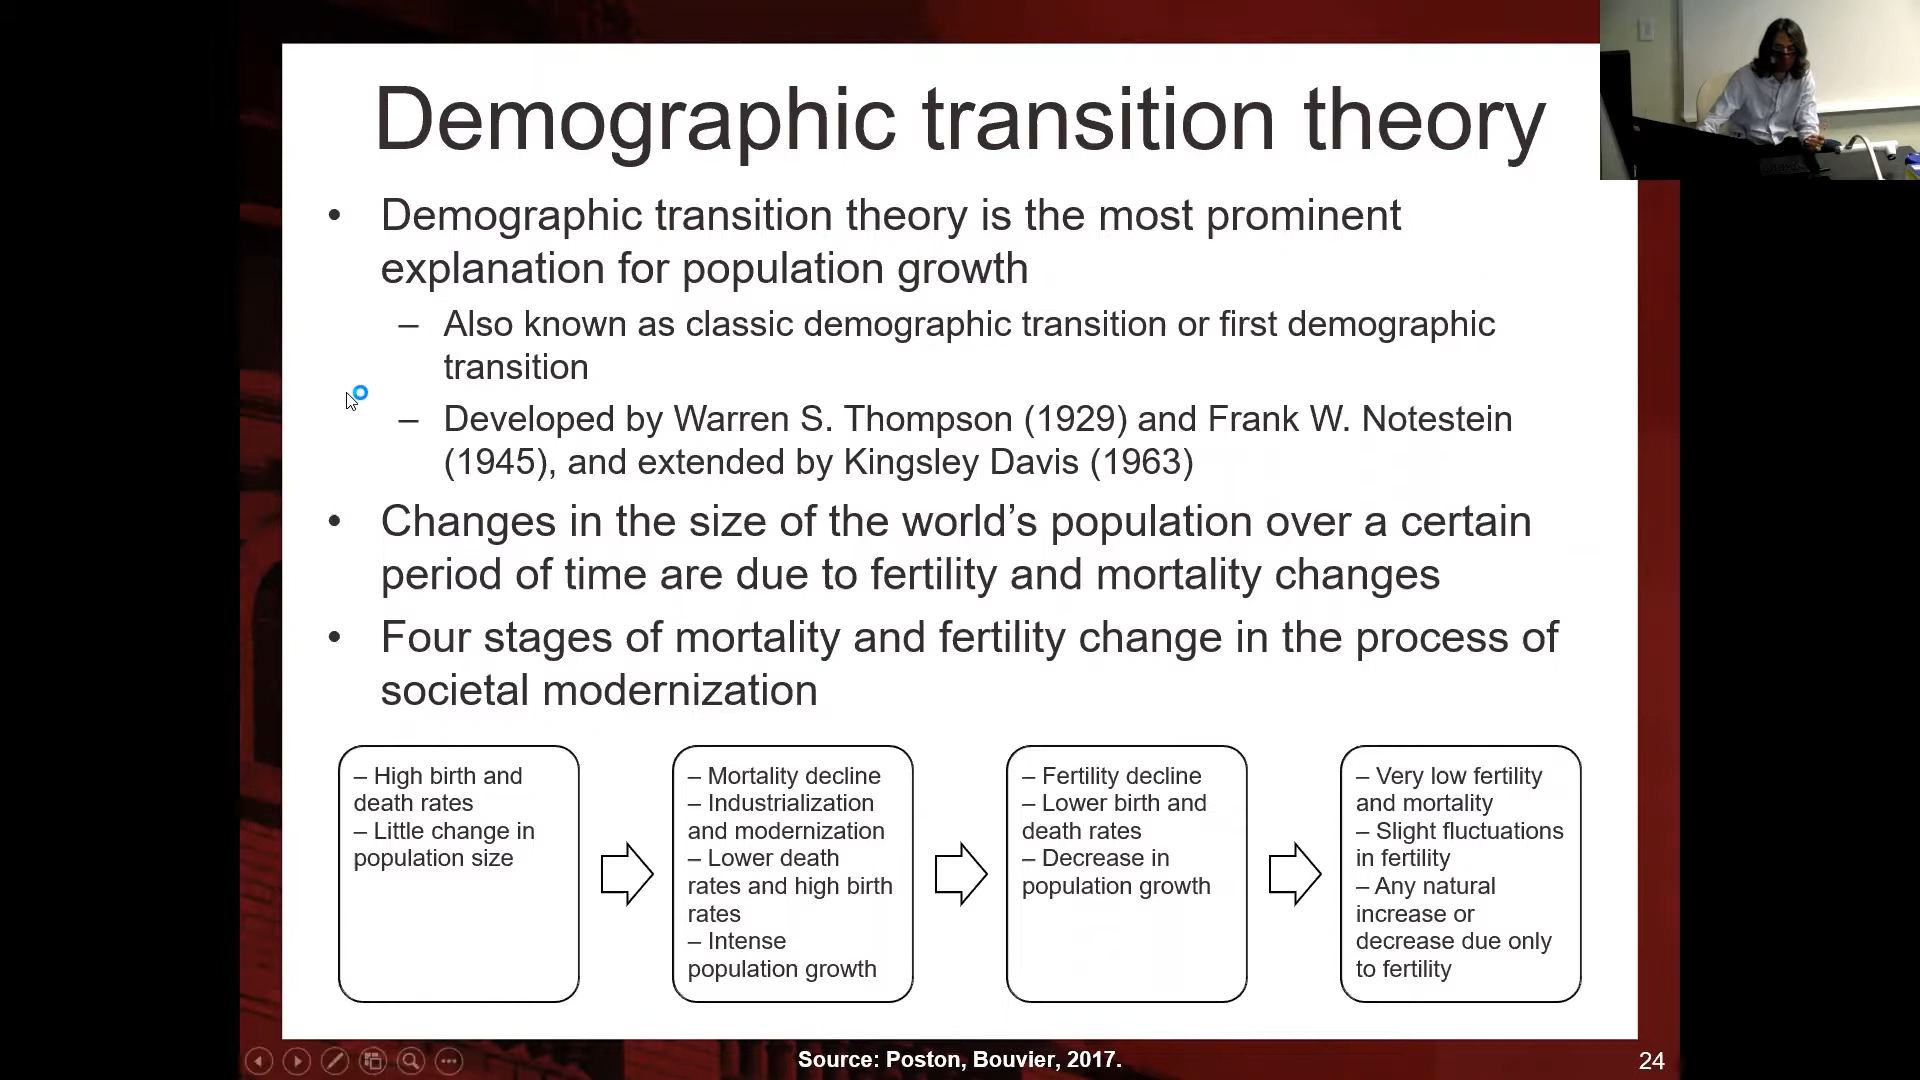 Demographic transition theory
• Demographic transition theory is the most prominent
explanation for population growth
– Also known as classic demographic transition or first demographic
transition
– Developed by Warren S. Thompson (1929) and Frank W. Notestein
(1945), and extended by Kingsley Davis (1963)
• Changes in the size of the world’s population over a certain
period of time are due to fertility and mortality changes
• Four stages of mortality and fertility change in the process of
societal modernization
– High birth and
death rates
– Little change in
population size
– Mortality decline
– Industrialization
and modernization
– Lower death
rates and high birth
rates
– Intense
population growth
– Fertility decline
– Lower birth and
death rates
– Decrease in
population growth
– Very low fertility
and mortality
– Slight fluctuations
in fertility
– Any natural
increase or
decrease due only
to fertility
Source: Poston, Bouvier, 2017.
24